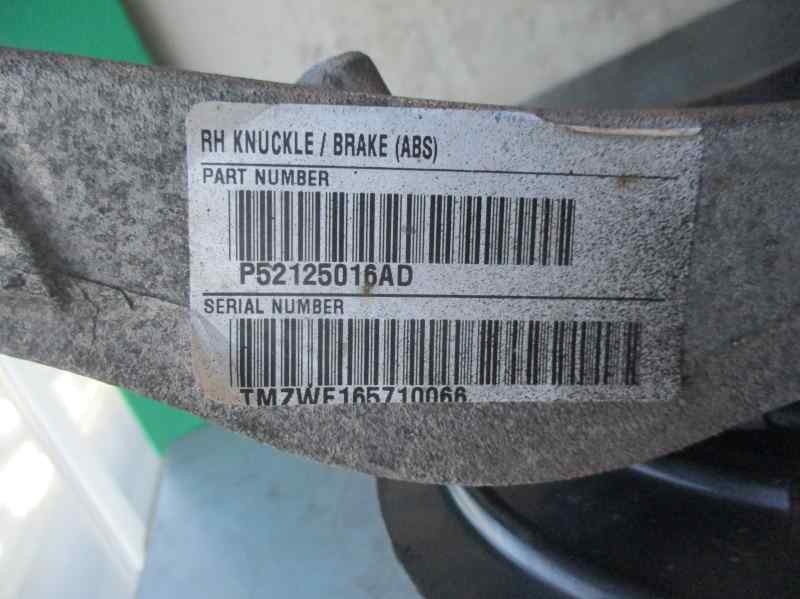 RH KNUCKLE / BRAKE (ABS)
PART NUMBER
P52125016AD
SERIAL NUMBER
TMZWF165710066